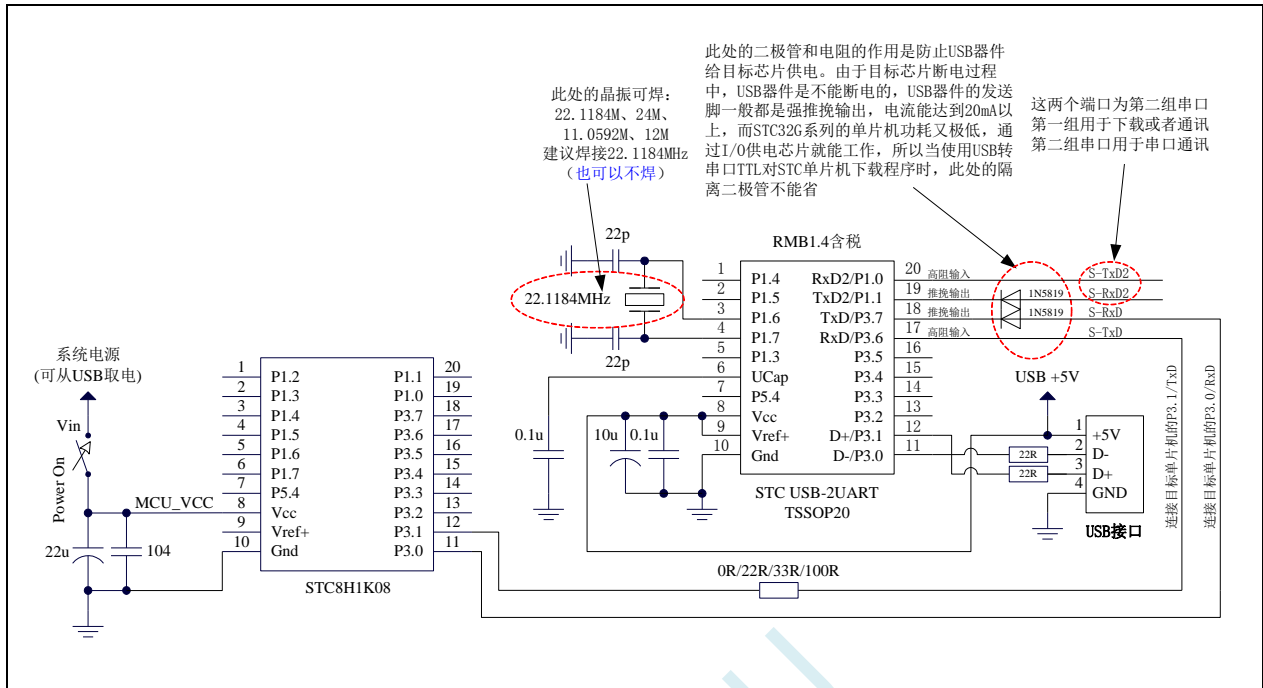 此处的二极管和电阻的作用是防止USB器件
给目标芯片供电。由于目标芯片断电过程
中，USB器件是不能断电的，USB器件的发送
脚一般都是强推挽输出，电流能达到20mA以
上，而STC32G系列的单片机功耗又极低，通
过I/O供电芯片就能工作，所以当使用USB转
串口TTL对STC单片机下载程序时，此处的隔
离二极管不能省
此处的晶振可焊：
22.1184M、24M、
11.0592M、12M
建议焊接22.1184MHz
（也可以不焊）
这两个端口为第二组串口
第一组用于下载或者通讯
第二组串口用于串口通讯
22p
22.1184MHz
22p
RMB1.4含税
1 P1.4 RxD2/P1.0 20 高阻输入 S-TxD2
2 P1.5 TxD2/P1.1 19 推挽输出 1N5819 S-RxD2
3 P1.6 TxD/P3.7 18 推挽输出 1N5819 S-RxD
4 P1.7 RxD/P3.6 17 高阻输入 S-TxD
5 P1.3 P3.5 16
6 UCap P3.4 15
7 P5.4 P3.3 14
8 Vcc P3.2 13
9 Vref+ D+/P3.1 12
10 Gnd D-/P3.0 11
STC USB-2UART
TSSOP20
0.1u
10u
0.1u
USB +5V
1 +5V
2 D-
3 D+
4 GND
22R
22R
USB接口
连接目标单片机的P3.1/TxD
连接目标单片机的P3.0/RxD
系统电源
(可从USB取电)
Vin
Power On
MCU_VCC
22u
104
1 P1.2 P1.1 20
2 P1.3 P1.0 19
3 P1.4 P3.7 18
4 P1.5 P3.6 17
5 P1.6 P3.5 16
6 P1.7 P3.4 15
7 P5.4 P3.3 14
8 Vcc P3.2 13
9 Vref+ P3.1 12
10 Gnd P3.0 11
STC8H1K08
0R/22R/33R/100R